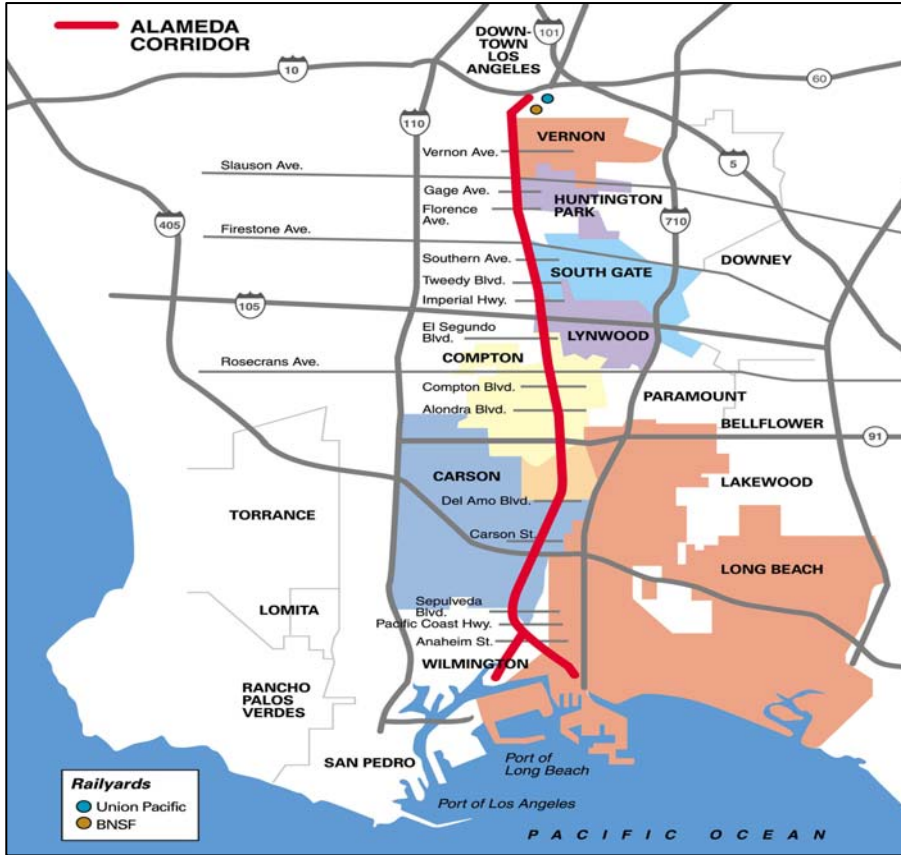 ALAMEDA
CORRIDOR
DOWN-
TOWN
LOS
ANGELES
101
10
60
110
VERNON
Vernon Ave.
5
Slauson Ave.
Gage Ave.
HUNTINGTON
PARK
Florence
Ave.
710
405
Firestone Ave.
DOWNEY
Southern Ave.
SOUTH GATE
Tweedy Blvd.
Imperial Hwy.
105
El Segundo
Blvd.
LYNWOOD
COMPTON
Rosecrans Ave.
Compton Blvd.
PARAMOUNT
Alondra Blvd.
BELLFLOWER
91
CARSON
LAKEWOOD
Del Amo Blvd.
TORRANCE
Carson St.
LONG BEACH
Sepulveda
Blvd.
LOMITA
Pacific Coast Hwy.
Anaheim St.
WILMINGTON
RANCHO
PALOS
VERDES
SAN PEDRO
Port of
Long Beach
Railyards
Union Pacific
BNSF
Port of Los Angeles
PACIFIC OCEAN